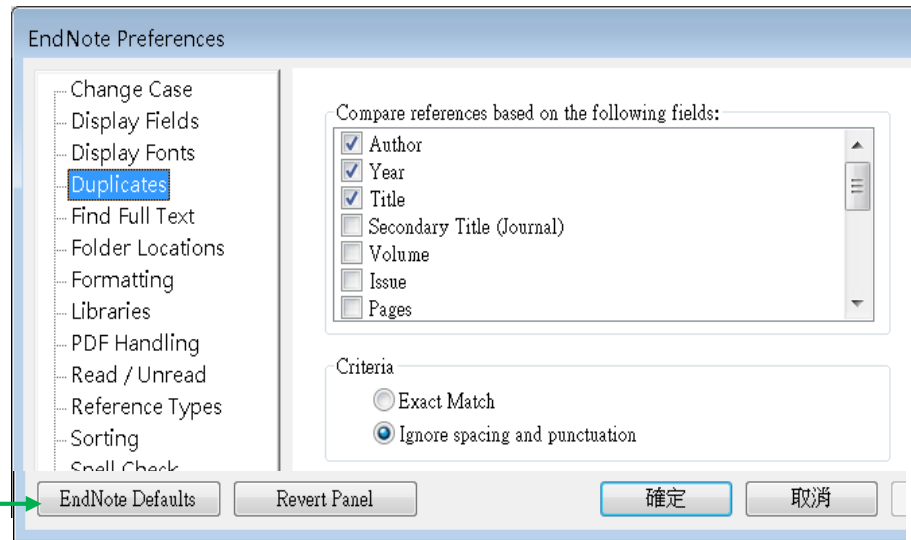 EndNote Preferences
Change Case
Display Fields
Display Fonts
Duplicates
Find Full Text
Folder Locations
Formatting
Libraries
PDF Handling
Read / Unread
Reference Types
Sorting
Spell Check
Compare references based on the following fields:
Author
Year
Title
Secondary Title (Journal)
Volume
Issue
Pages
Criteria
Exact Match
Ignore spacing and punctuation
EndNote Defaults
Revert Panel
確定
取消